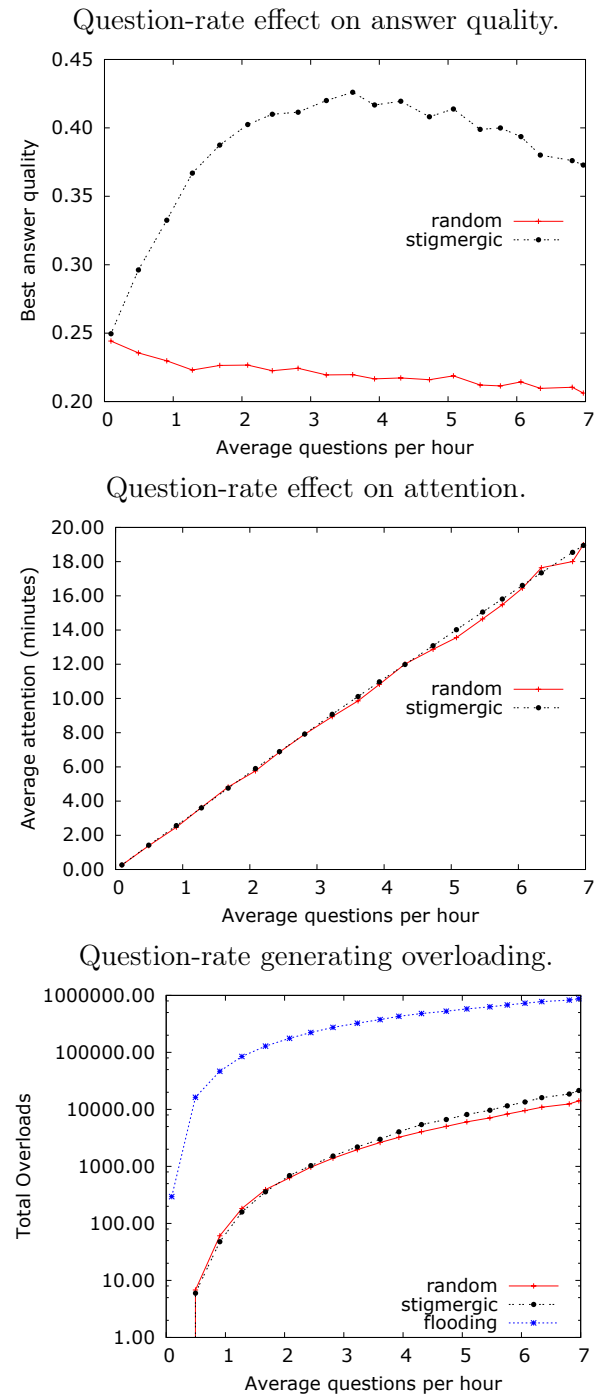 Question-rate effect on answer quality.
0.45
0.40
0.35
0.30
0.25
0.20
Best answer quality
random
stigmergic
0 1 2 3 4 5 6 7
Average questions per hour
Question-rate effect on attention.
20.00
18.00
16.00
14.00
12.00
10.00
8.00
6.00
4.00
2.00
0.00
Average attention (minutes)
random
stigmergic
0 1 2 3 4 5 6 7
Average questions per hour
Question-rate generating overloading.
1000000.00
100000.00
10000.00
1000.00
100.00
10.00
1.00
Total Overloads
random
stigmergic
flooding
0 1 2 3 4 5 6 7
Average questions per hour